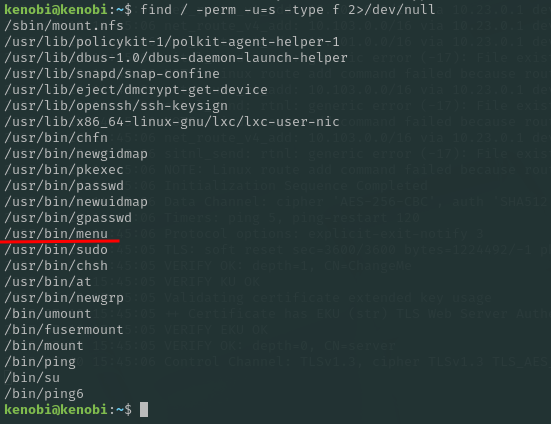 kenobi@kenobi:~$ find / -perm -u=s -type f 2>/dev/null
/sbin/mount.nfs
/usr/lib/policykit-1/polkit-agent-helper-1
/usr/lib/dbus-1.0/dbus-daemon-launch-helper
/usr/lib/snapd/snap-confine
/usr/lib/eject/dmcrypt-get-device
/usr/lib/openssh/ssh-keysign
/usr/lib/x86_64-linux-gnu/lxc/lxc-user-nic
/usr/bin/chfn
/usr/bin/newgidmap
/usr/bin/pkexec
/usr/bin/passwd
/usr/bin/newuidmap
/usr/bin/gpasswd
/usr/bin/menu
/usr/bin/sudo
/usr/bin/chsh
/usr/bin/at
/usr/bin/newgrp
/bin/umount
/bin/fusermount
/bin/mount
/bin/ping
/bin/su
/bin/ping6
kenobi@kenobi:~$